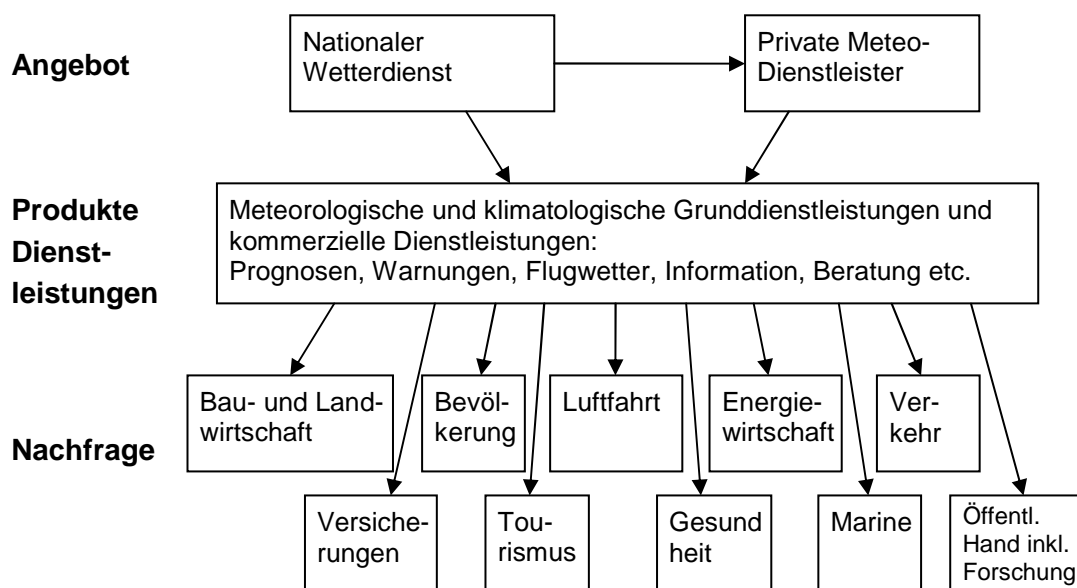 Angebot
Nationaler
Wetterdienst
Private Meteo-
Dienstleister
Produkte
Dienst-
leistungen
Meteorologische und klimatologische Grunddienstleistungen und
kommerzielle Dienstleistungen:
Prognosen, Warnungen, Flugwetter, Information, Beratung etc.
Nachfrage
Bau- und Land-
wirtschaft
Bevöl-
kerung
Luftfahrt
Energie-
wirtschaft
Ver-
kehr
Versiche-
rungen
Tou-
rismus
Gesund
heit
Marine
Öffentl.
Hand inkl.
Forschung